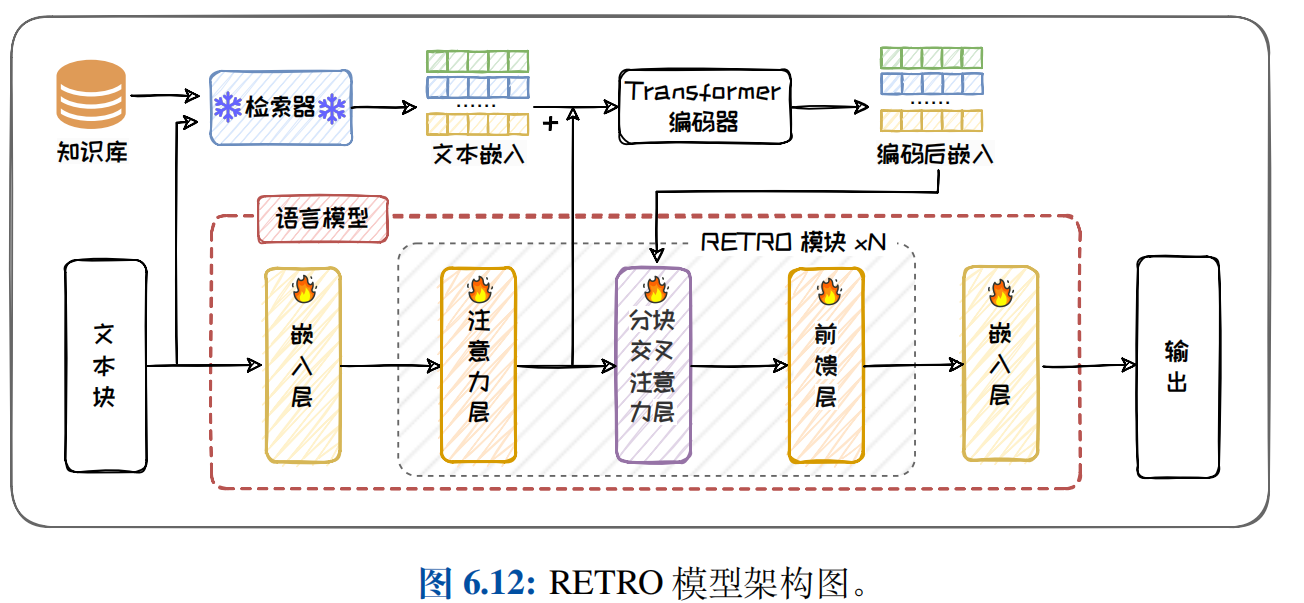 知识库
检索器
......
+
文本嵌入
Transformer
编码器
......
编码后嵌入
语言模型
RETRO 模块 ×N
文本块
嵌入层
注意力层
分块
交叉
注意
力层
前馈层
嵌入层
输出
图 6.12: RETRO 模型架构图。